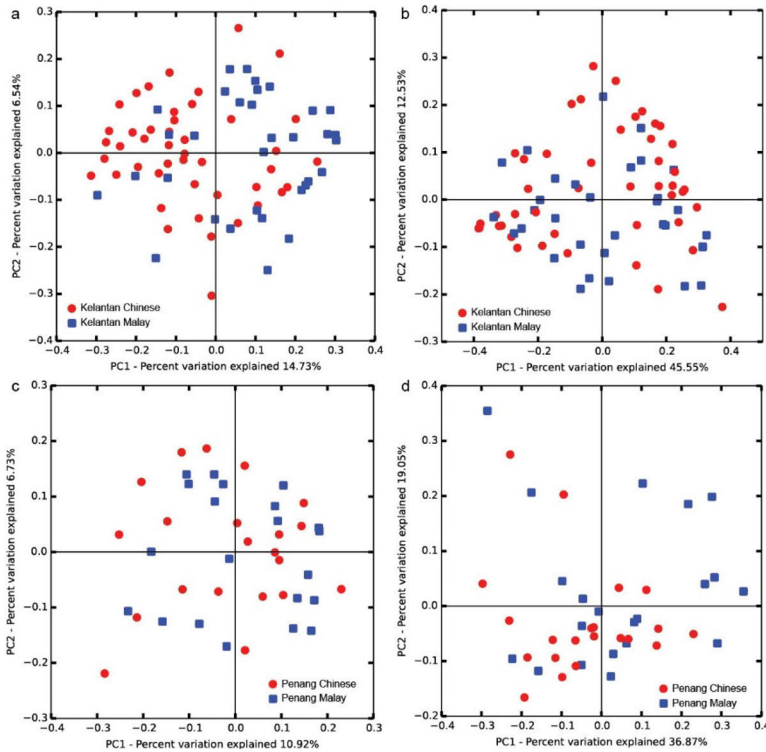 a
0.3
0.2
0.1
0.0
−0.1
−0.2
−0.3
−0.4
PC2 - Percent variation explained 6.54%
Kelantan Chinese
Kelantan Malay
−0.4 −0.3 −0.2 −0.1 0.0 0.1 0.2 0.3 0.4
PC1 - Percent variation explained 14.73%
b
0.4
0.3
0.2
0.1
0.0
−0.1
−0.2
−0.3
PC2 - Percent variation explained 12.53%
Kelantan Chinese
Kelantan Malay
−0.4 −0.2 0.0 0.2 0.4
PC1 - Percent variation explained 45.55%
c
0.3
0.2
0.1
0.0
−0.1
−0.2
−0.3
PC2 - Percent variation explained 6.73%
Penang Chinese
Penang Malay
−0.4 −0.3 −0.2 −0.1 0.0 0.1 0.2 0.3
PC1 - Percent variation explained 10.92%
d
0.4
0.3
0.2
0.1
0.0
−0.1
−0.2
PC2 - Percent variation explained 19.05%
Penang Chinese
Penang Malay
−0.4 −0.3 −0.2 −0.1 0.0 0.1 0.2 0.3 0.4
PC1 - Percent variation explained 36.87%